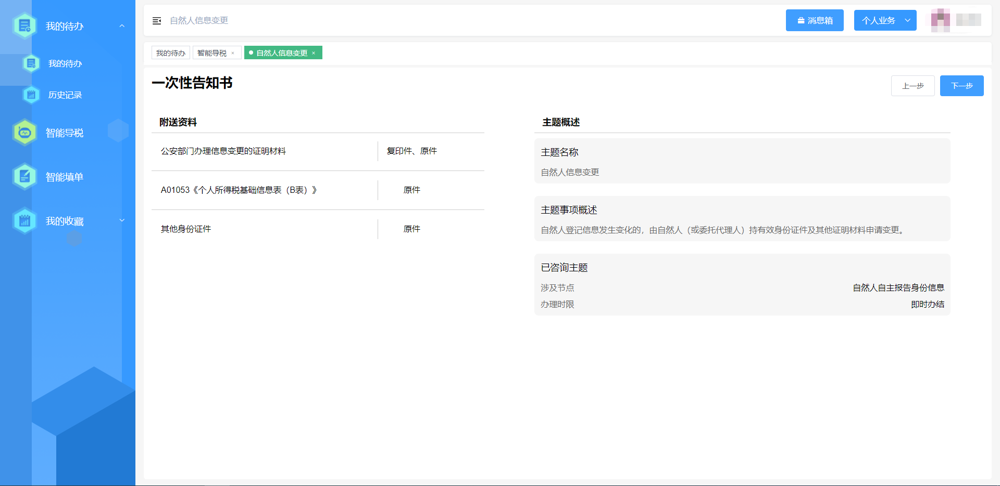 我的待办
我的待办
历史记录
智能导税
智能填单
我的收藏
自然人信息变更
消息箱
个人业务
我的待办
智能导税 ×
自然人信息变更 ×
一次性告知书
上一步
下一步
附送资料
公安部门办理信息变更的证明材料 复印件、原件
A01053《个人所得税基础信息表（B表）》 原件
其他身份证件 原件
主题概述
主题名称
自然人信息变更
主题事项概述
自然人登记信息发生变化的，由自然人（或委托代理人）持有效身份证件及其他证明材料申请变更。
已咨询主题
涉及节点 自然人自主报告身份信息
办理时限 即时办结